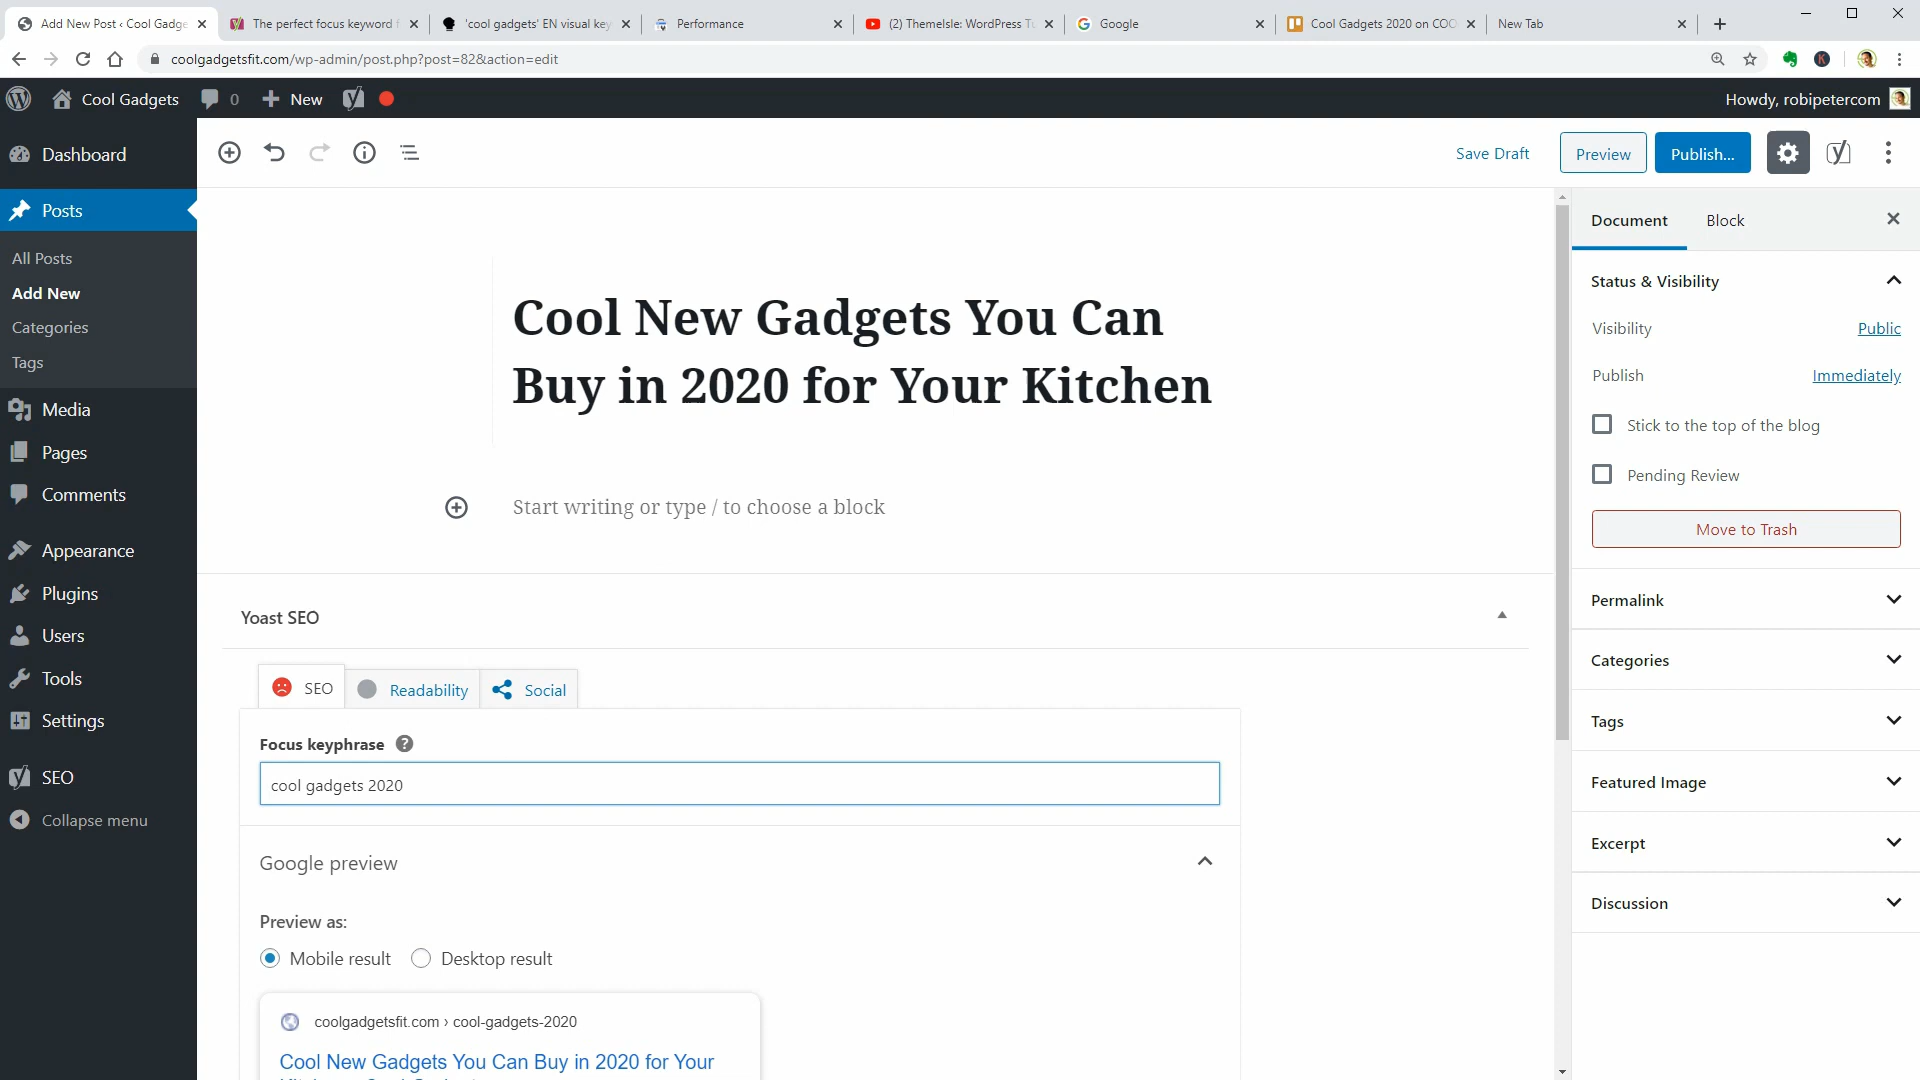 Add New Post ‹ Cool Gadge
The perfect focus keyword f
'cool gadgets' EN visual key
Performance
(2) ThemeIsle: WordPress Tu
Google
Cool Gadgets 2020 on COO
New Tab
coolgadgetsfit.com/wp-admin/post.php?post=82&action=edit
Cool Gadgets
0
New
Howdy, robipetercom
Dashboard
Posts
All Posts
Add New
Categories
Tags
Media
Pages
Comments
Appearance
Plugins
Users
Tools
Settings
SEO
Collapse menu
Save Draft
Preview
Publish...
Cool New Gadgets You Can
Buy in 2020 for Your Kitchen
Start writing or type / to choose a block
Yoast SEO
SEO
Readability
Social
Focus keyphrase
cool gadgets 2020
Google preview
Preview as:
Mobile result
Desktop result
coolgadgetsfit.com › cool-gadgets-2020
Cool New Gadgets You Can Buy in 2020 for Your
Document
Block
Status & Visibility
Visibility
Public
Publish
Immediately
Stick to the top of the blog
Pending Review
Move to Trash
Permalink
Categories
Tags
Featured Image
Excerpt
Discussion